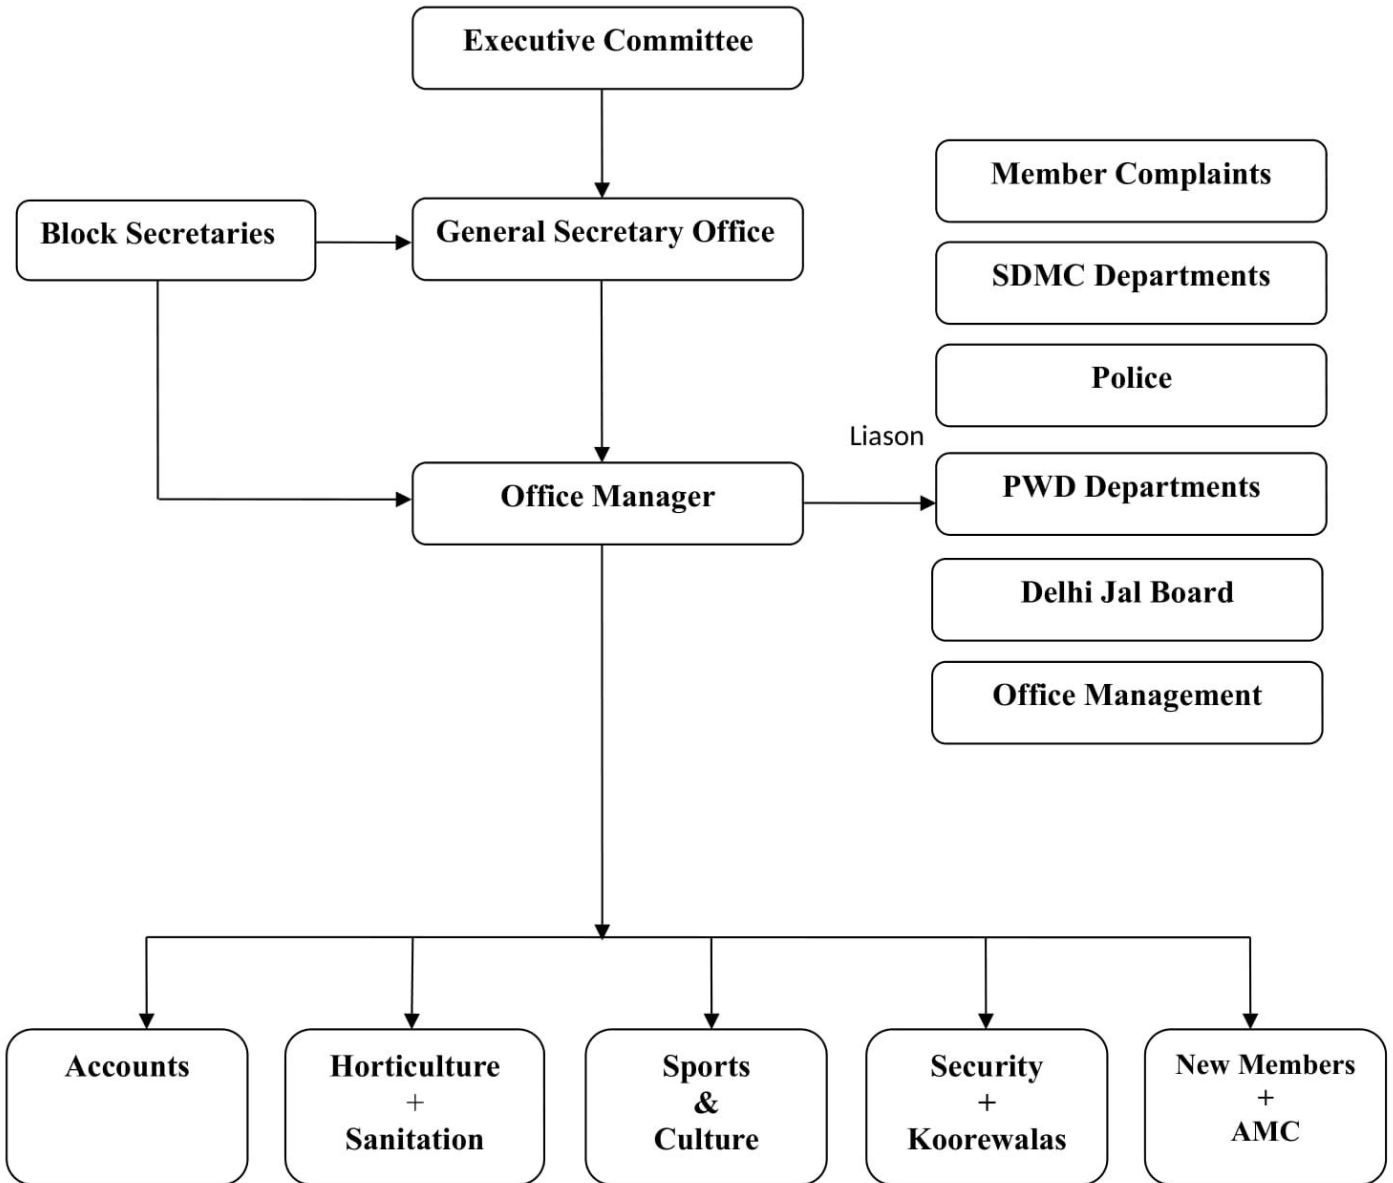 Executive Committee
Member Complaints
Block Secretaries
General Secretary Office
SDMC Departments
Police
Liason
Office Manager
PWD Departments
Delhi Jal Board
Office Management
Accounts
Horticulture
+
Sanitation
Sports
&
Culture
Security
+
Koorewalas
New Members
+
AMC